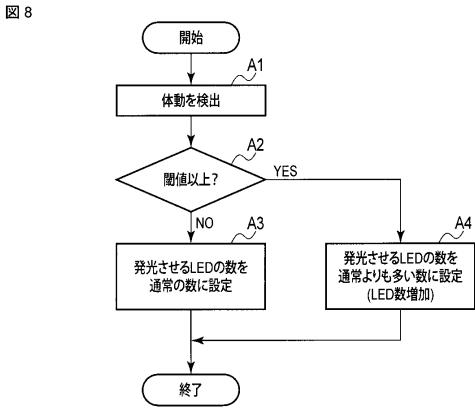 図8
開始
A1
体動を検出
A2
閾値以上?
YES
NO
A3
発光させるLEDの数を
通常の数に設定
A4
発光させるLEDの数を
通常よりも多い数に設定
(LED数増加)
終了